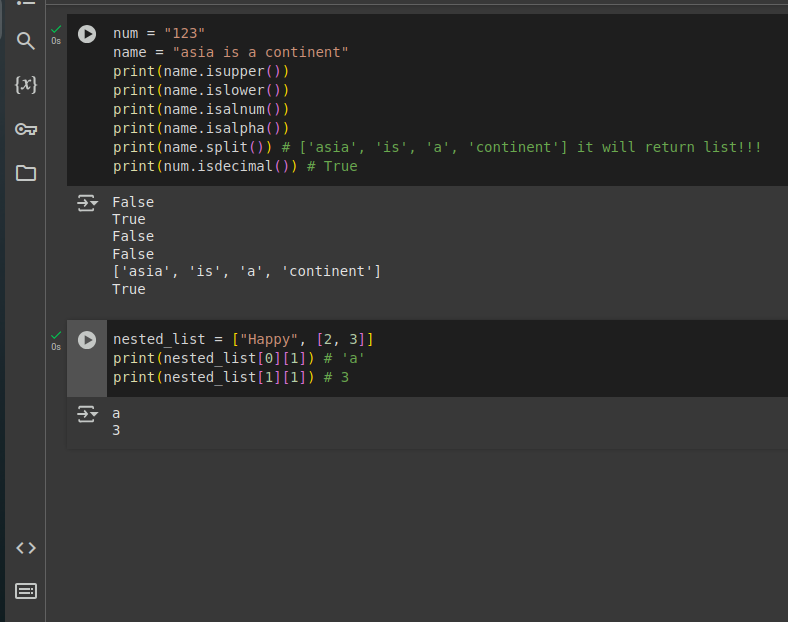 {x}
0s
num = "123"
name = "asia is a continent"
print(name.isupper())
print(name.islower())
print(name.isalnum())
print(name.isalpha())
print(name.split()) # ['asia', 'is', 'a', 'continent'] it will return list!!!
print(num.isdecimal()) # True
False
True
False
False
['asia', 'is', 'a', 'continent']
True
0s
nested_list = ["Happy", [2, 3]]
print(nested_list[0][1]) # 'a'
print(nested_list[1][1]) # 3
a
3